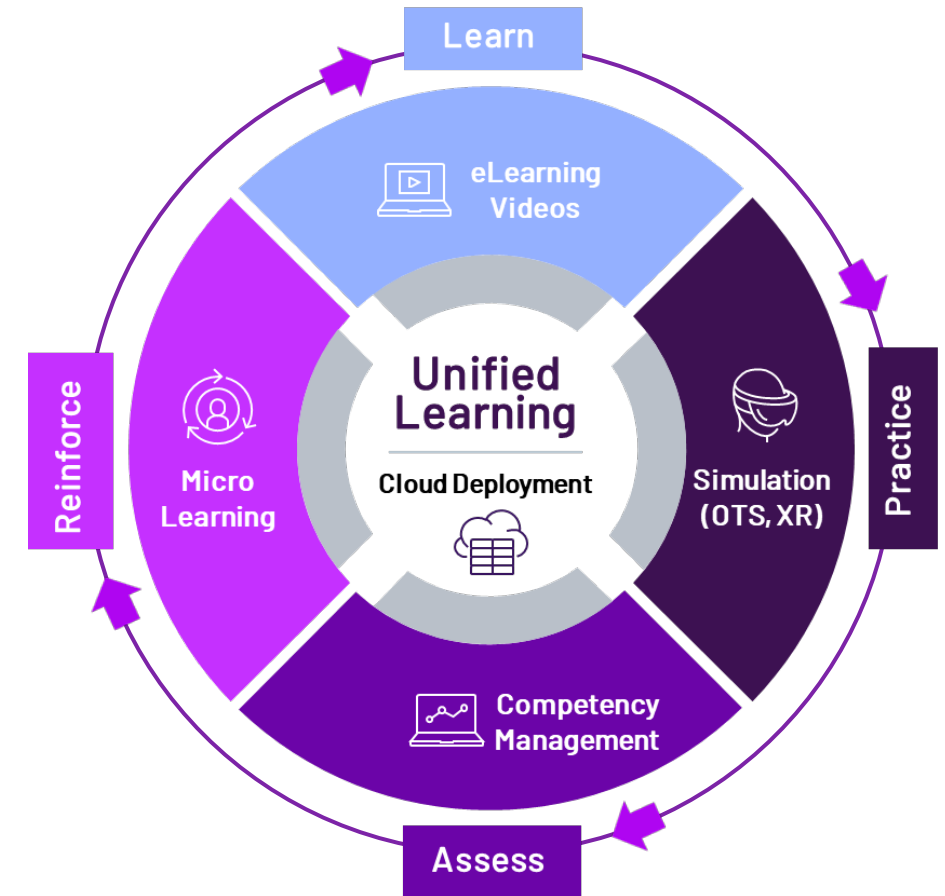 Learn
eLearning
Videos
Unified
Learning
Cloud Deployment
Reinforce
Micro
Learning
Simulation
(OTS, XR)
Practice
Competency
Management
Assess